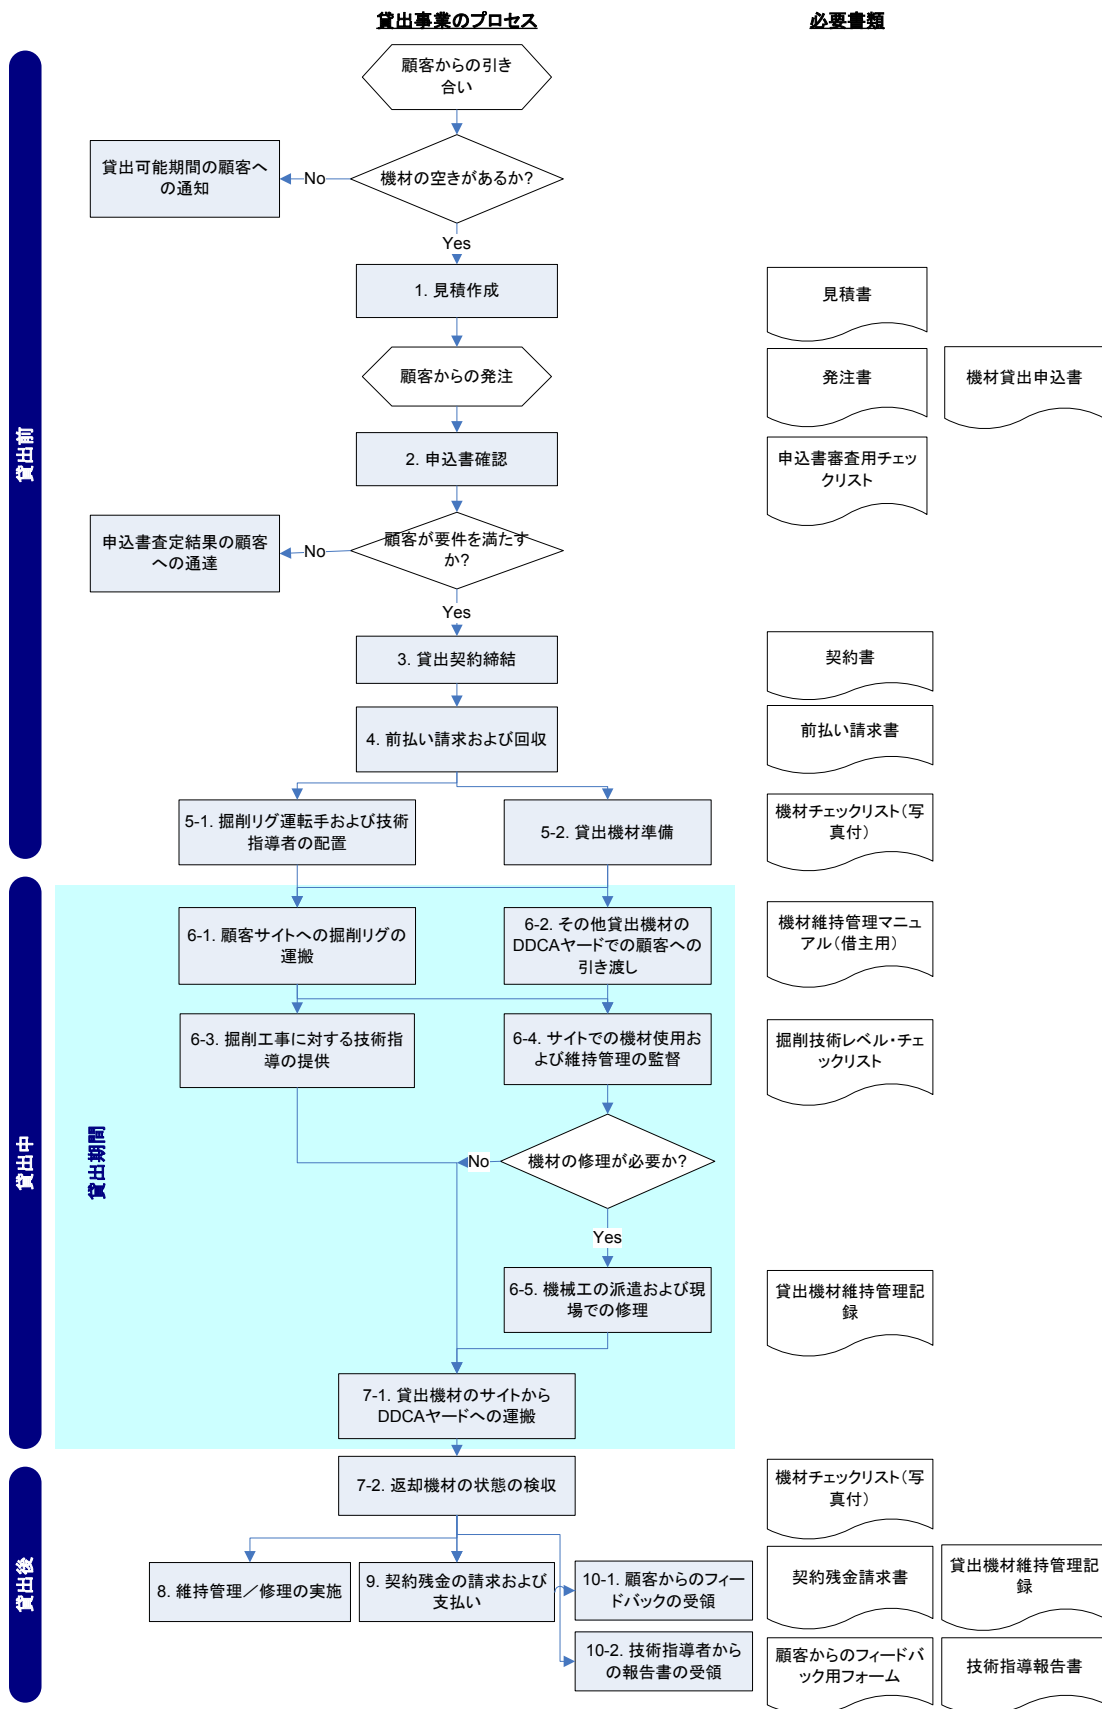 貸出事業のプロセス
必要書類
貸出前
顧客からの引き
合い
機材の空きがあるか?
No
貸出可能期間の顧客へ
の通知
Yes
1. 見積作成
見積書
顧客からの発注
発注書
機材貸出申込書
2. 申込書確認
申込書審査用チェッ
クリスト
顧客が要件を満たす
か?
No
申込書査定結果の顧客
への通達
Yes
3. 貸出契約締結
契約書
4. 前払い請求および回収
前払い請求書
5-1. 掘削リグ運転手および技術
指導者の配置
5-2. 貸出機材準備
機材チェックリスト(写
真付)
貸出中
貸出期間
6-1. 顧客サイトへの掘削リグの
運搬
6-2. その他貸出機材の
DDCAヤードでの顧客への
引き渡し
機材維持管理マニュ
アル(借主用)
6-3. 掘削工事に対する技術指
導の提供
6-4. サイトでの機材使用お
よび維持管理の監督
掘削技術レベル・チェ
ックリスト
機材の修理が必要か?
No
Yes
6-5. 機械工の派遣および現
場での修理
貸出機材維持管理記
録
7-1. 貸出機材のサイトから
DDCAヤードへの運搬
貸出後
7-2. 返却機材の状態の検収
機材チェックリスト(写
真付)
8. 維持管理/修理の実施
9. 契約残金の請求および
支払い
10-1. 顧客からのフィー
ドバックの受領
契約残金請求書
貸出機材維持管理記
録
10-2. 技術指導者から
の報告書の受領
顧客からのフィードバ
ック用フォーム
技術指導報告書